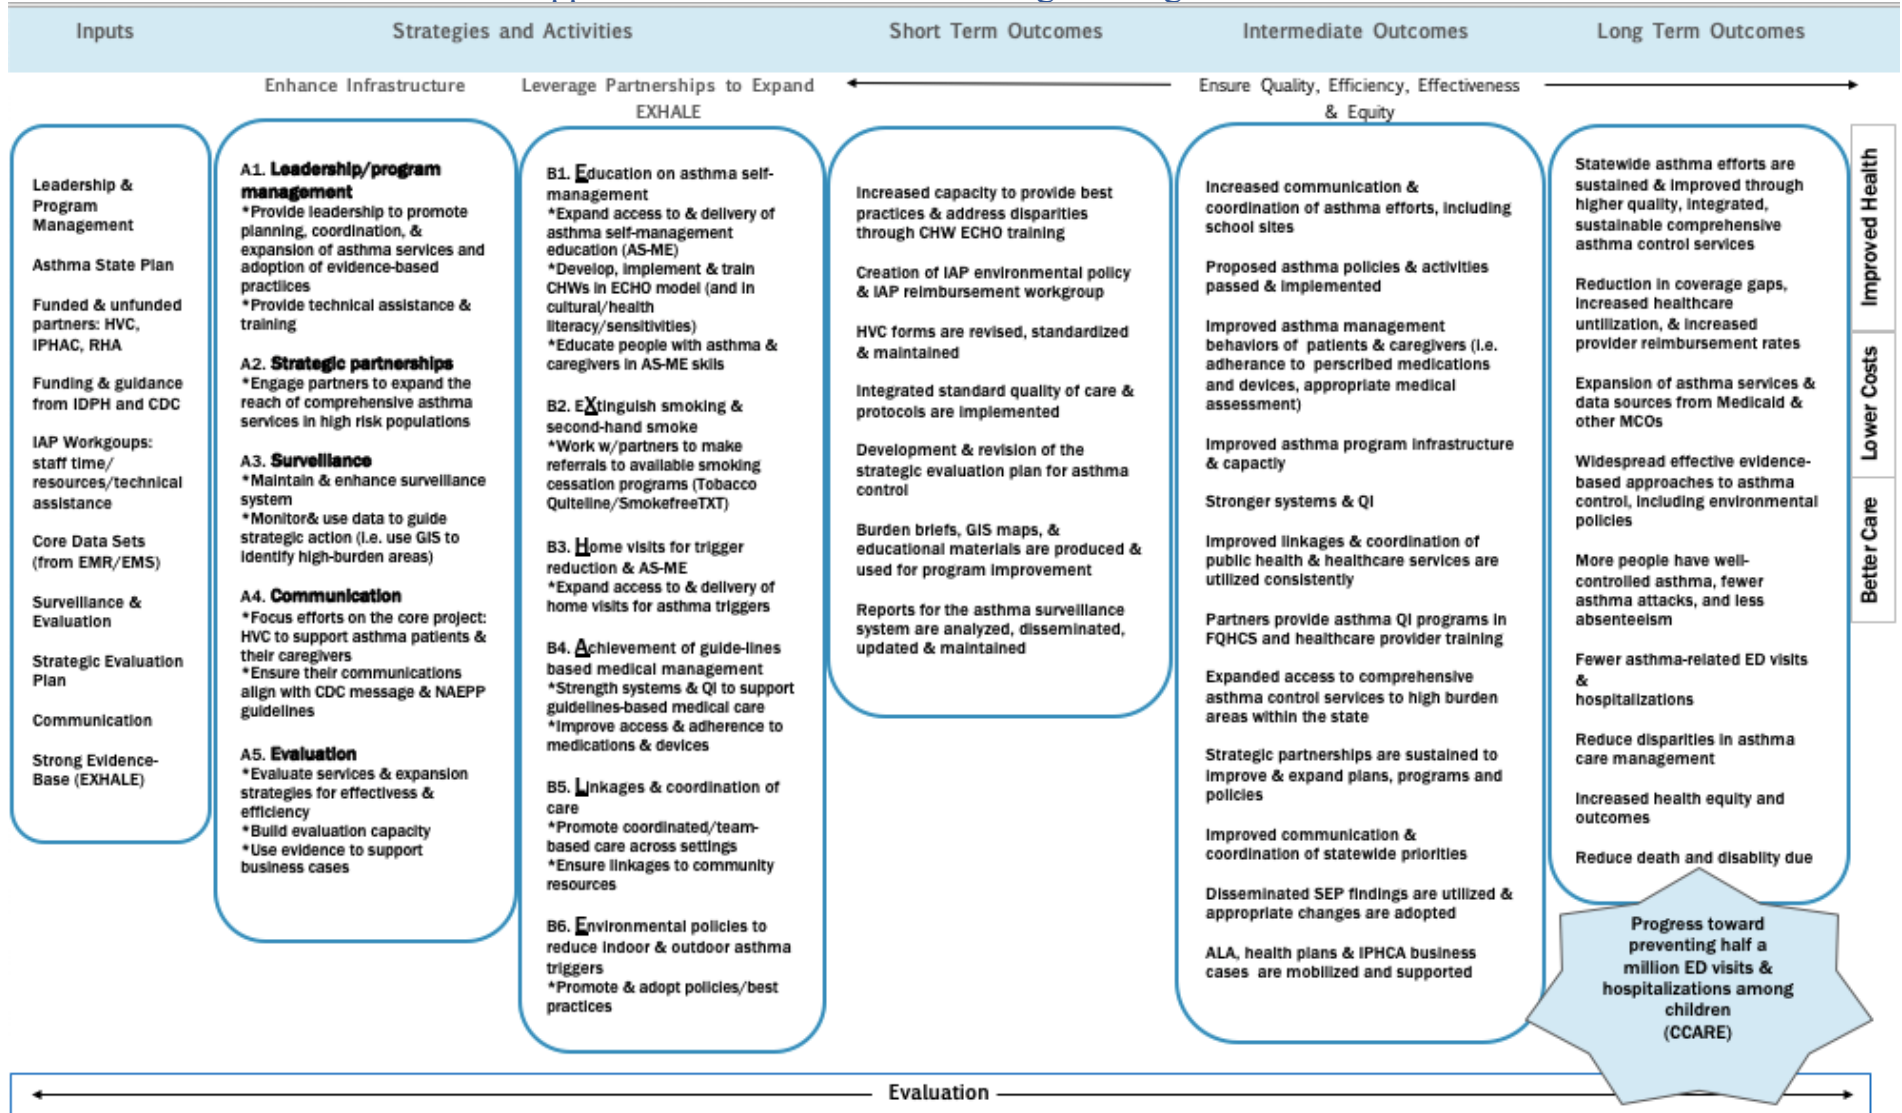 Inputs
Strategies and Activities
Short Term Outcomes
Intermediate Outcomes
Long Term Outcomes
Enhance Infrastructure
Leverage Partnerships to Expand
EXHALE
Ensure Quality, Efficiency, Effectiveness
& Equity
Leadership &
Program
Management
Asthma State Plan
Funded & unfunded
partners: HVC,
IPHAC, RHA
Funding & guidance
from IDPH and CDC
IAP Workgoups:
staff time/
resources/technical
assistance
Core Data Sets
(from EMR/EMS)
Surveillance &
Evaluation
Strategic Evaluation
Plan
Communication
Strong Evidence-
Base (EXHALE)
A1. Leadership/program
management
*Provide leadership to promote
planning, coordination, &
expansion of asthma services and
adoption of evidence-based
practiices
*Provide technical assistance &
training
A2. Strategic partnerships
*Engage partners to expand the
reach of comprehensive asthma
services in high risk populations
A3. Surveillance
*Maintain & enhance surveillance
system
*Monitor& use data to guide
strategic action (i.e. use GIS to
identify high-burden areas)
A4. Communication
*Focus efforts on the core project:
HVC to support asthma patients &
their caregivers
*Ensure their communications
align with CDC message & NAEPP
guidelines
A5. Evaluation
*Evaluate services & expansion
strategies for effectivess &
efficiency
*Build evaluation capacity
*Use evidence to support
business cases
B1. Education on asthma self-
management
*Expand access to & delivery of
asthma self-management
education (AS-ME)
*Develop, implement & train
CHWs in ECHO model (and in
cultural/health
literacy/sensitivities)
*Educate people with asthma &
caregivers in AS-ME skills
B2. EXtinguish smoking &
second-hand smoke
*Work w/partners to make
referrals to available smoking
cessation programs (Tobacco
Quiteline/SmokefreeTXT)
B3. Home visits for trigger
reduction & AS-ME
*Expand access to & delivery of
home visits for asthma triggers
B4. Achievement of guide-lines
based medical management
*Strength systems & QI to support
guidelines-based medical care
*Improve access & adherence to
medications & devices
B5. Linkages & coordination of
care
*Promote coordinated/team-
based care across settings
*Ensure linkages to community
resources
B6. Environmental policies to
reduce indoor & outdoor asthma
triggers
*Promote & adopt policies/best
practices
Increased capacity to provide best
practices & address disparities
through CHW ECHO training
Creation of IAP environmental policy
& IAP reimbursement workgroup
HVC forms are revised, standardized
& maintained
Integrated standard quality of care &
protocols are implemented
Development & revision of the
strategic evaluation plan for asthma
control
Burden briefs, GIS maps, &
educational materials are produced &
used for program improvement
Reports for the asthma surveillance
system are analyzed, disseminated,
updated & maintained
Increased communication &
coordination of asthma efforts, including
school sites
Proposed asthma policies & activities
passed & implemented
Improved asthma management
behaviors of patients & caregivers (i.e.
adherence to perscribed medications
and devices, appropriate medical
assessment)
Improved asthma program infrastructure
& capactiy
Stronger systems & QI
Improved linkages & coordination of
public health & healthcare services are
utilized consistently
Partners provide asthma QI programs in
FQHCS and healthcare provider training
Expanded access to comprehensive
asthma control services to high burden
areas within the state
Strategic partnerships are sustained to
improve & expand plans, programs and
policies
Improved communication &
coordination of statewide priorities
Disseminated SEP findings are utilized &
appropriate changes are adopted
ALA, health plans & IPHCA business
cases are mobilized and supported
Statewide asthma efforts are
sustained & improved through
higher quality, integrated,
sustainable comprehensive
asthma control services
Reduction in coverage gaps,
increased healthcare
untilization, & increased
provider reimbursement rates
Expansion of asthma services &
data sources from Medicaid &
other MCOs
Widespread effective evidence-
based approaches to asthma
control, including environmental
policies
More people have well-
controlled asthma, fewer
asthma attacks, and less
absenteeism
Fewer asthma-related ED visits
&
hospitalizations
Reduce disparities in asthma
care management
Increased health equity and
outcomes
Reduce death and disablity due
Progress toward
preventing half a
million ED visits &
hospitalizations among
children
(CCARE)
Improved Health
Lower Costs
Better Care
Evaluation